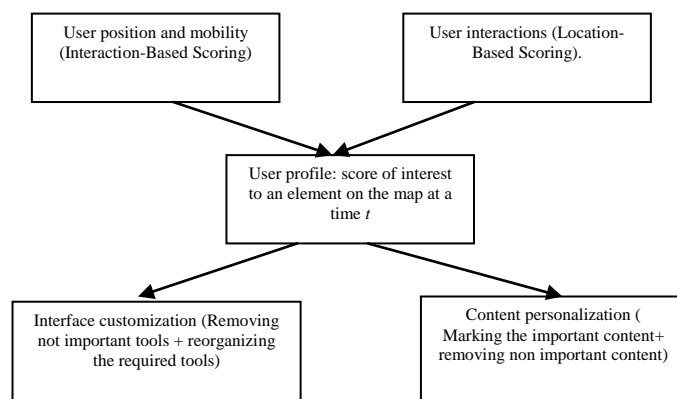 User position and mobility
(Interaction-Based Scoring)
User interactions (Location-
Based Scoring).
User profile: score of interest
to an element on the map at a
time t
Interface customization (Removing
not important tools + reorganizing
the required tools)
Content personalization (
Marking the important content+
removing non important content)